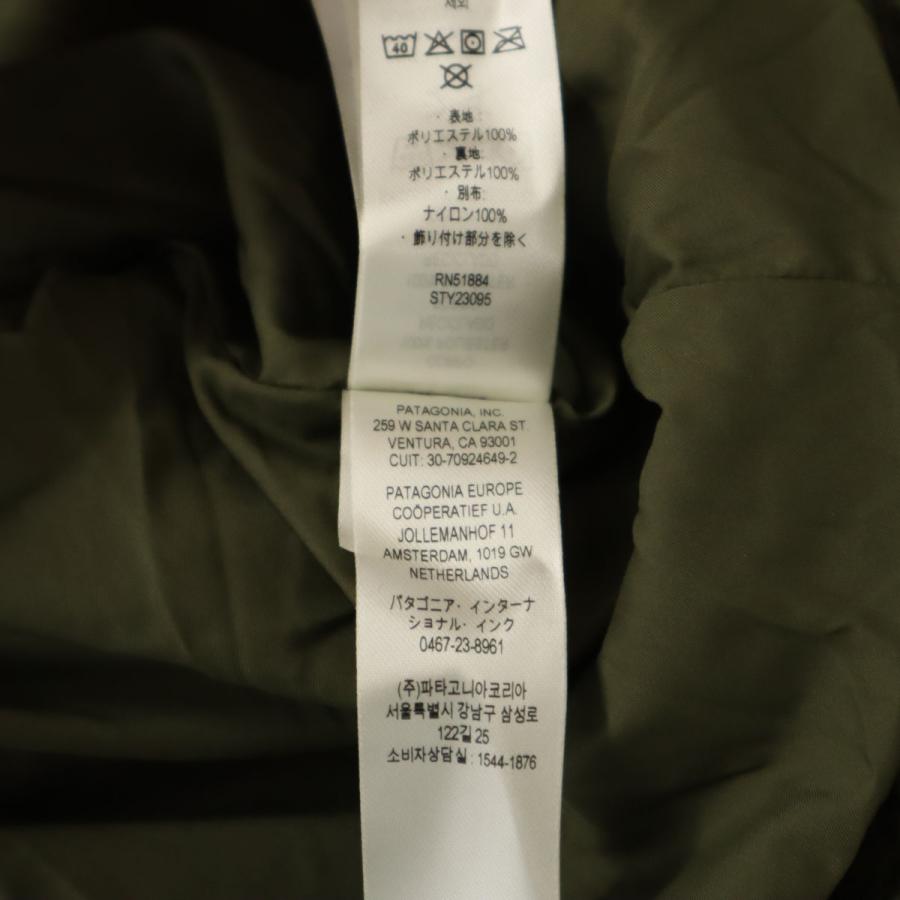 제외
40
· 表地:
ポリエステル100%
· 裏地:
ポリエステル100%
· 別布:
ナイロン100%
· 飾り付け部分を除く
RN51884
STY23095
PATAGONIA, INC.
259 W SANTA CLARA ST.
VENTURA, CA 93001
CUIT: 30-70924649-2
PATAGONIA EUROPE
COÖPERATIEF U.A.
JOLLEMANHOF 11
AMSTERDAM, 1019 GW
NETHERLANDS
パタゴニア・インターナ
ショナル・インク
0467-23-8961
(주)파타고니아코리아
서울특별시 강남구 삼성로
122길 25
소비자상담실 : 1544-1876